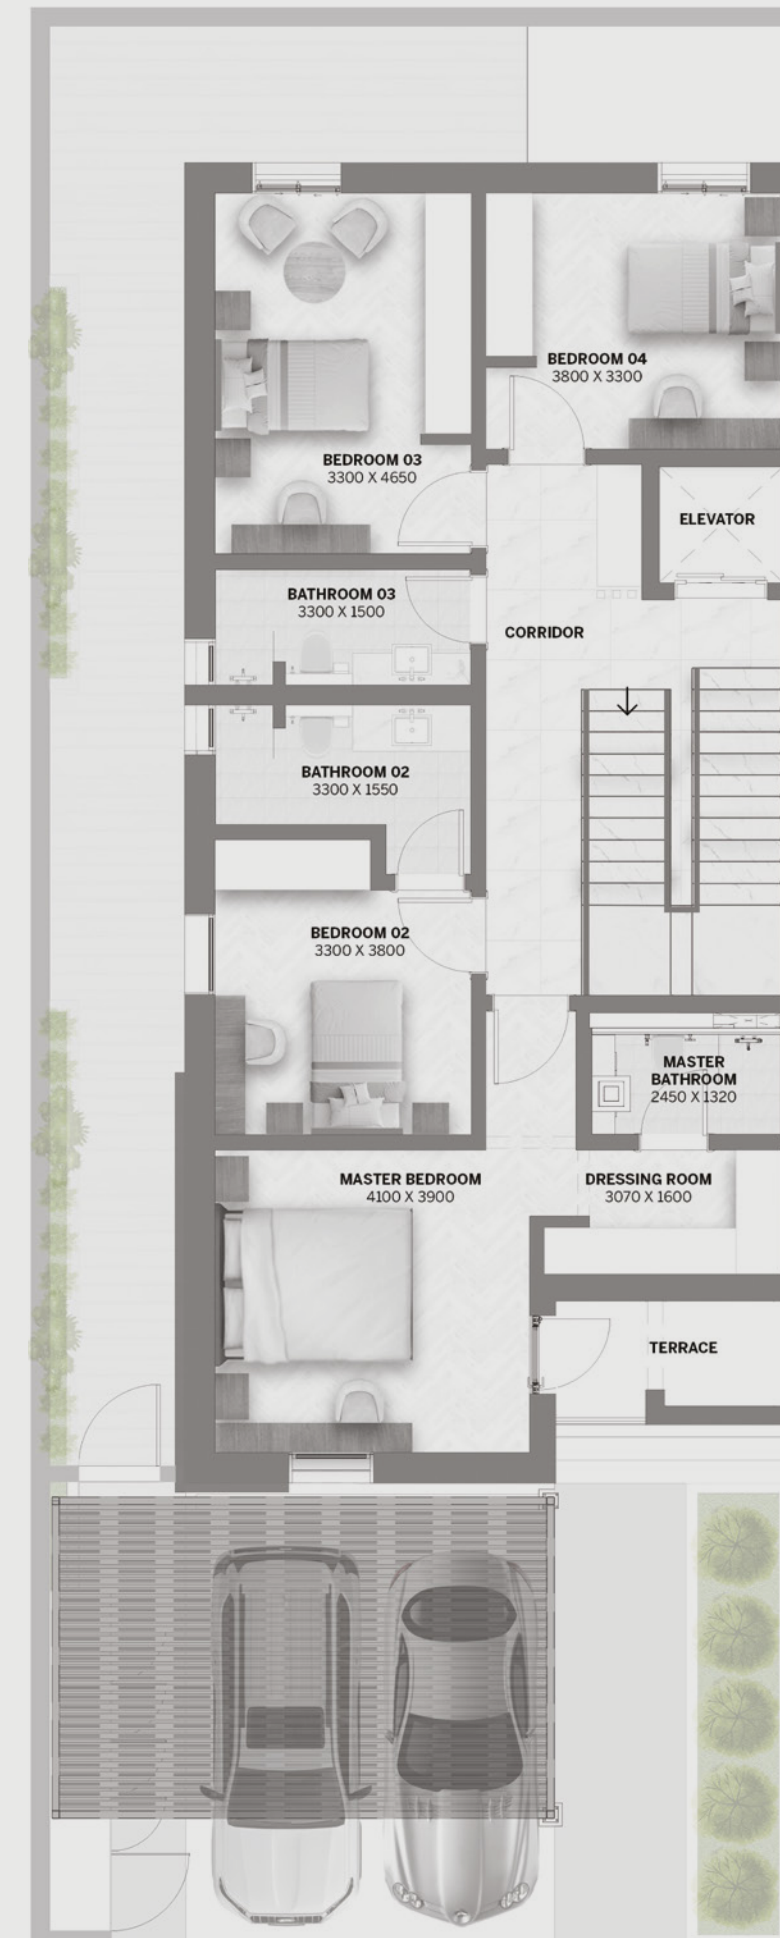 BEDROOM 04
3800 X 3300
BEDROOM 03
3300 X 4650
ELEVATOR
BATHROOM 03
3300 X 1500
CORRIDOR
BATHROOM 02
3300 X 1550
BEDROOM 02
3300 X 3800
MASTER
BATHROOM
2450 X 1320
MASTER BEDROOM
4100 X 3900
DRESSING ROOM
3070 X 1600
TERRACE